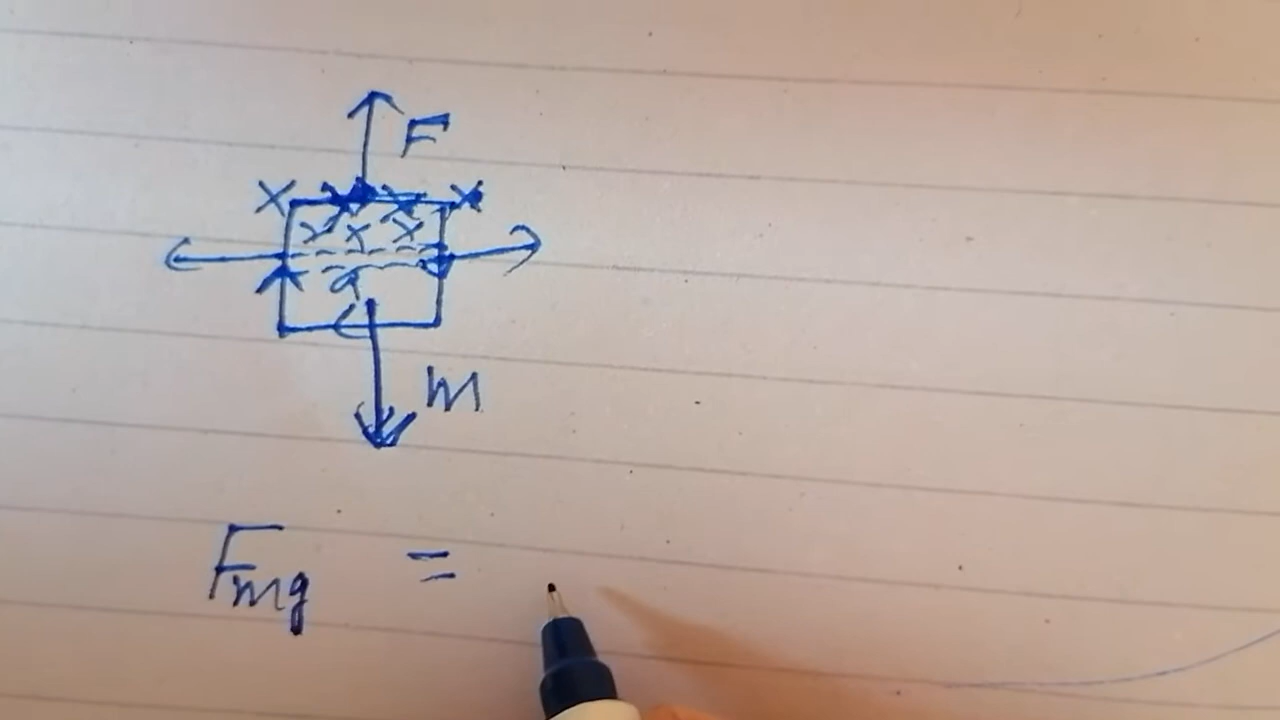 F
× × × ×
× × ×
a
m
Fmg =